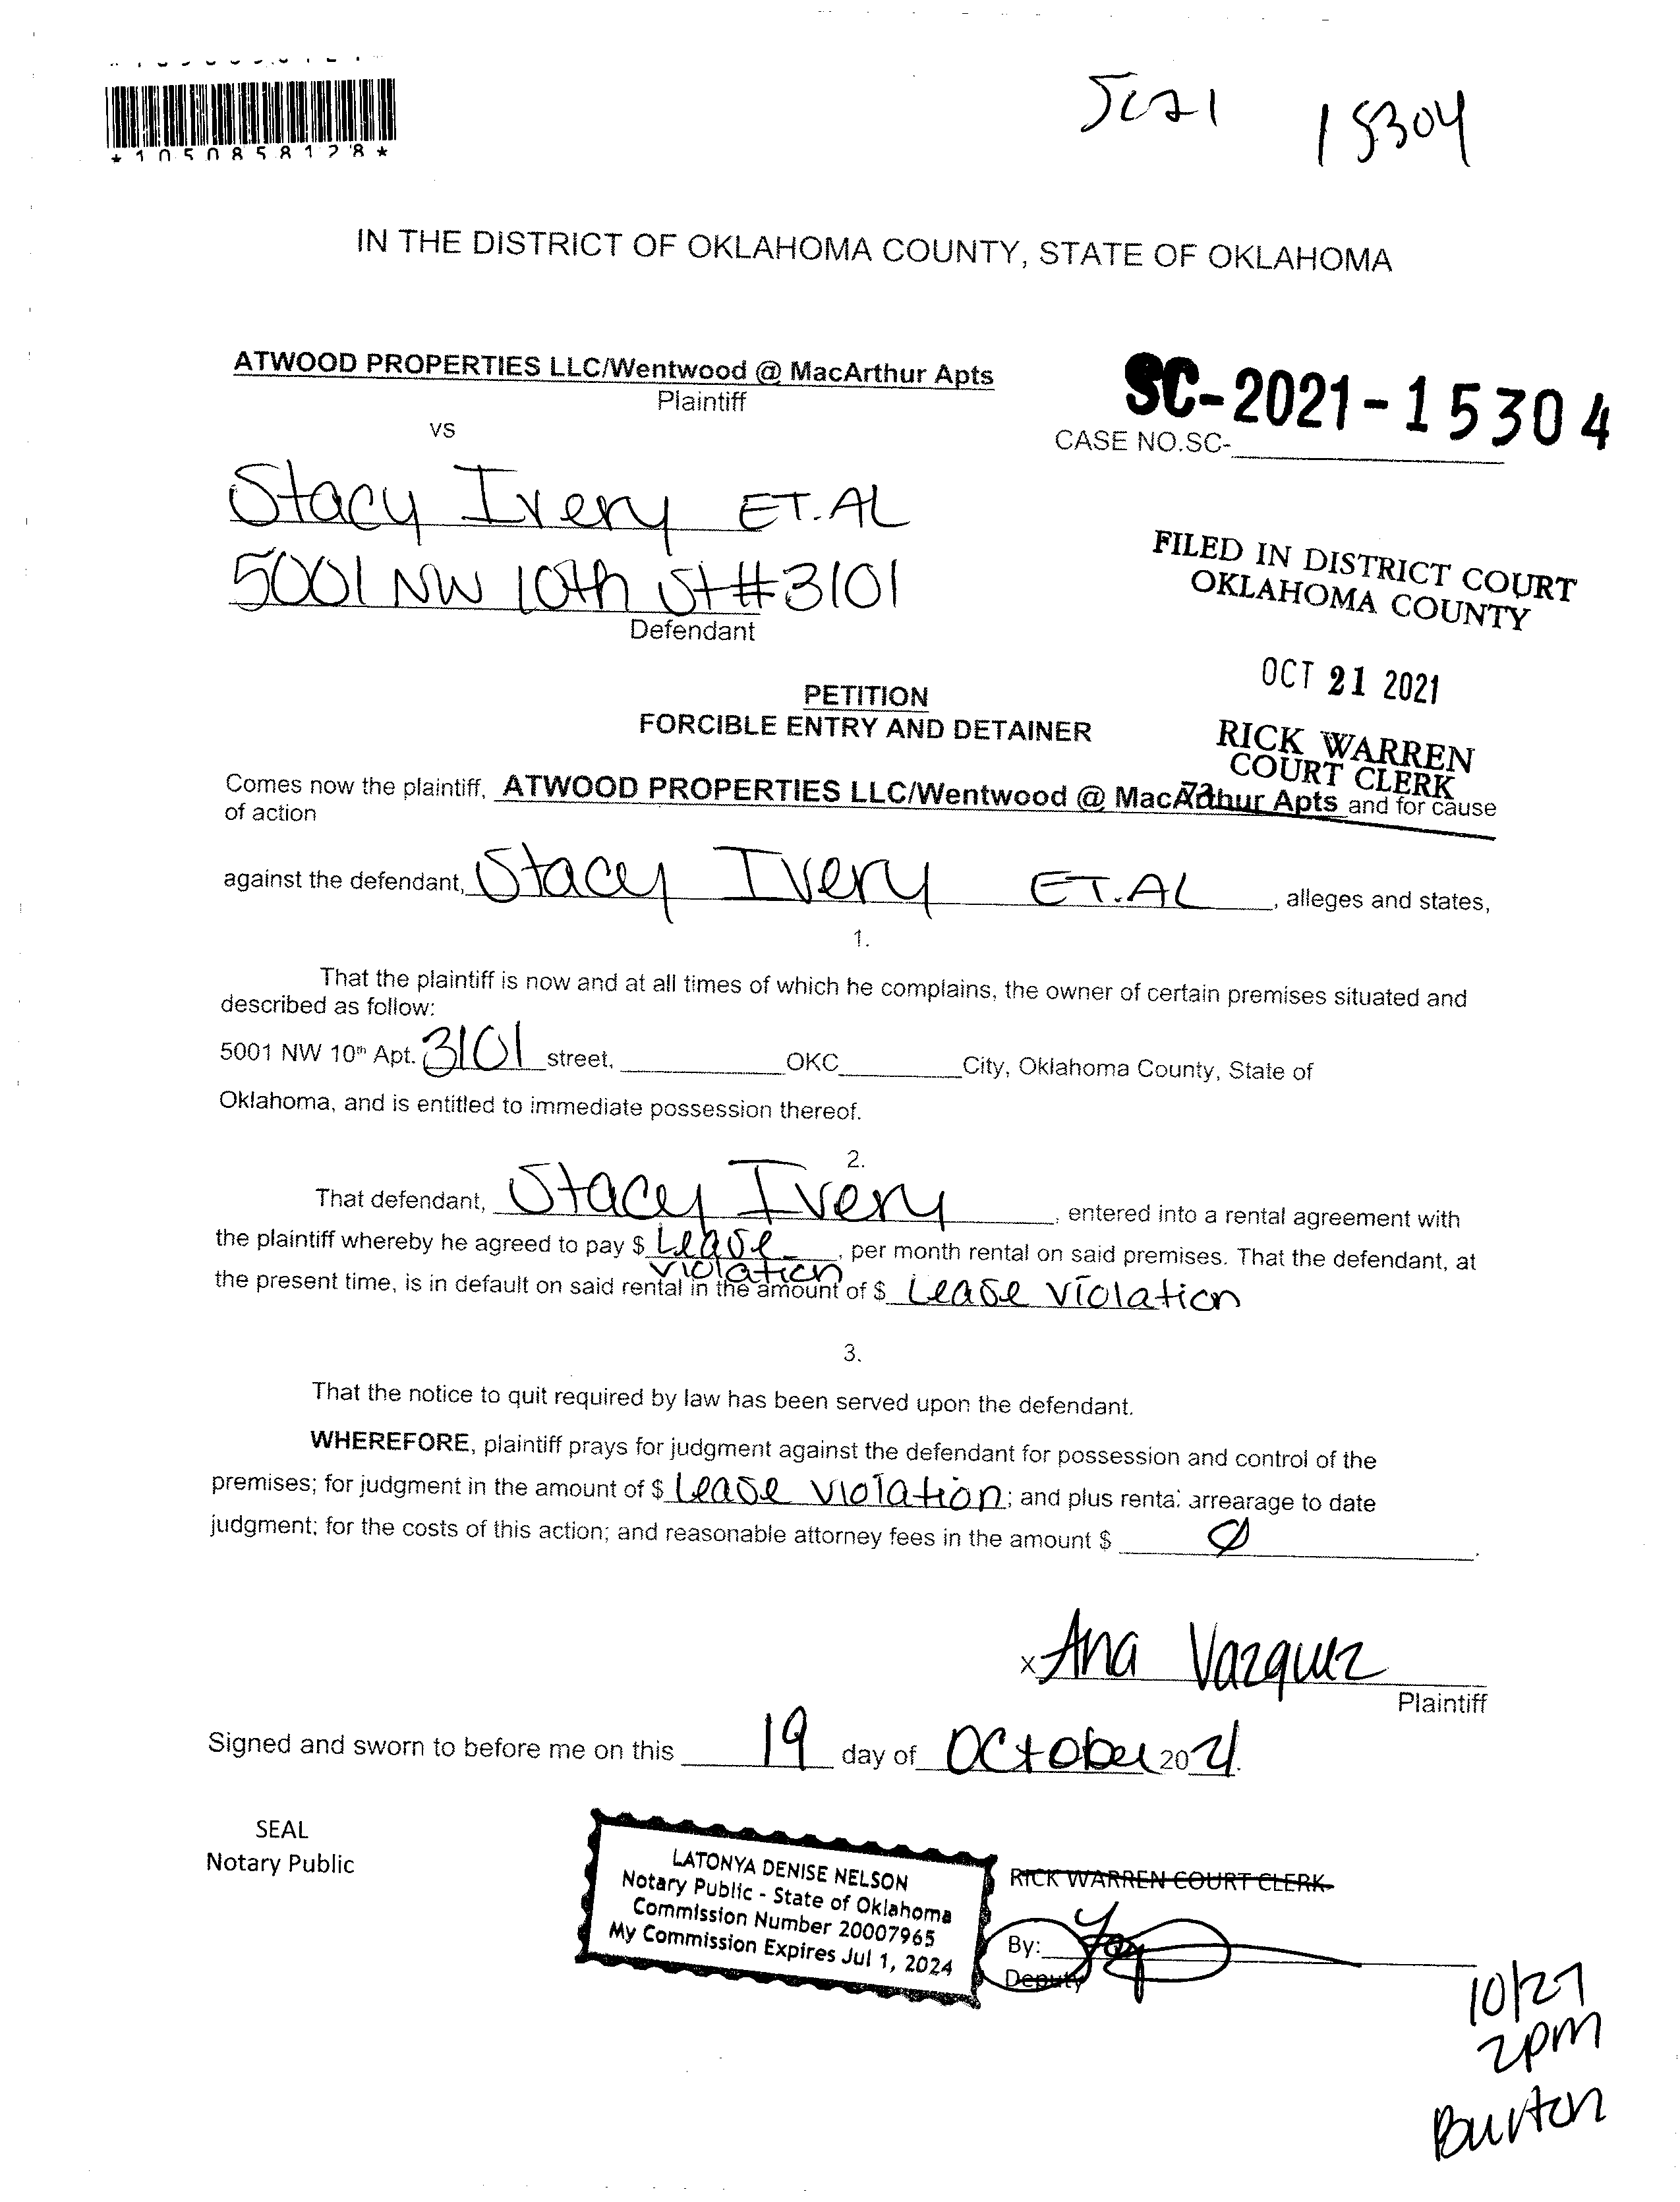 *1050858128*
SC21 15304
IN THE DISTRICT OF OKLAHOMA COUNTY, STATE OF OKLAHOMA
ATWOOD PROPERTIES LLC/Wentwood @ MacArthur Apts
Plaintiff
vs
SC-2021-15304
CASE NO.SC-
Stacy Ivery ET.AL
5001 NW 10th St #3101
Defendant
FILED IN DISTRICT COURT
OKLAHOMA COUNTY
OCT 21 2021
RICK WARREN
COURT CLERK
73
PETITION
FORCIBLE ENTRY AND DETAINER
Comes now the plaintiff, ATWOOD PROPERTIES LLC/Wentwood @ MacArthur Apts and for cause
of action
against the defendant, Stacy Ivery ET.AL, alleges and states,
1.
That the plaintiff is now and at all times of which he complains, the owner of certain premises situated and
described as follow:
5001 NW 10th Apt. 3101 street, OKC City, Oklahoma County, State of
Oklahoma, and is entitled to immediate possession thereof.
2.
That defendant, Stacy Ivery, entered into a rental agreement with
the plaintiff whereby he agreed to pay $ Lease violation, per month rental on said premises. That the defendant, at
the present time, is in default on said rental in the amount of $ Lease violation
3.
That the notice to quit required by law has been served upon the defendant.
WHEREFORE, plaintiff prays for judgment against the defendant for possession and control of the
premises; for judgment in the amount of $ Lease violation; and plus rental arrearage to date
judgment; for the costs of this action; and reasonable attorney fees in the amount $ 0.
x Ana Vazquez
Plaintiff
Signed and sworn to before me on this 19 day of October 2021.
SEAL
Notary Public
LATONYA DENISE NELSON
Notary Public - State of Oklahoma
Commission Number 20007965
My Commission Expires Jul 1, 2024
RICK WARREN COURT CLERK
By:
Deputy
10/27
2pm
Burton